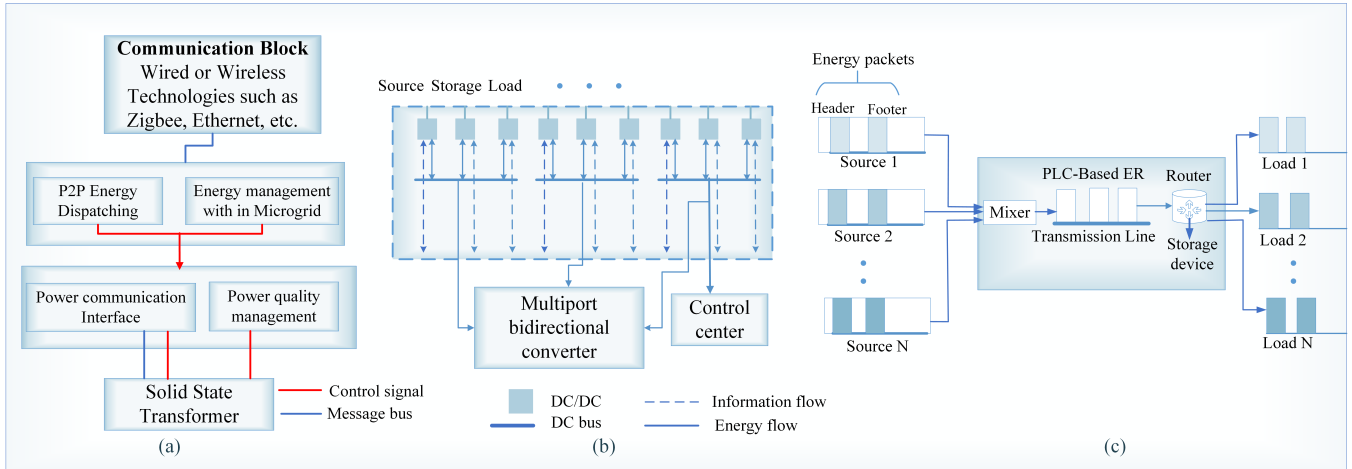 Communication Block
Wired or Wireless
Technologies such as
Zigbee, Ethernet, etc.
P2P Energy
Dispatching
Energy management
with in Microgrid
Power communication
Interface
Power quality
management
Solid State
Transformer
Control signal
Message bus
(a)
Source Storage Load
Multiport
bidirectional
converter
Control
center
DC/DC
DC bus
Information flow
Energy flow
(b)
Energy packets
Header
Footer
Source 1
Source 2
Source N
Mixer
PLC-Based ER
Transmission Line
Router
Storage
device
Load 1
Load 2
Load N
(c)